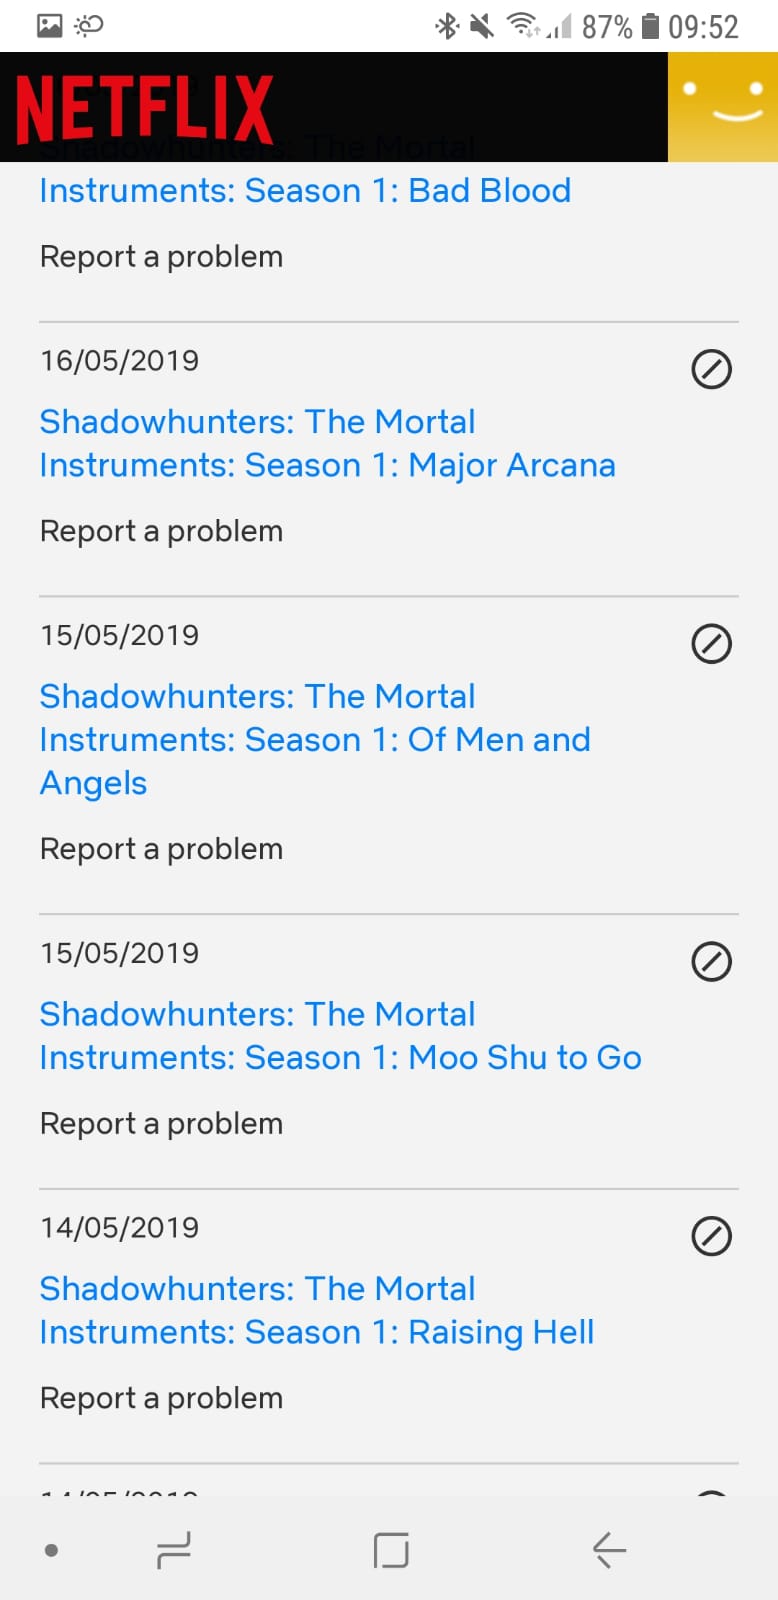 87% 09:52
NETFLIX
Shadowhunters: The Mortal
Instruments: Season 1: Bad Blood
Report a problem
16/05/2019
Shadowhunters: The Mortal
Instruments: Season 1: Major Arcana
Report a problem
15/05/2019
Shadowhunters: The Mortal
Instruments: Season 1: Of Men and
Angels
Report a problem
15/05/2019
Shadowhunters: The Mortal
Instruments: Season 1: Moo Shu to Go
Report a problem
14/05/2019
Shadowhunters: The Mortal
Instruments: Season 1: Raising Hell
Report a problem